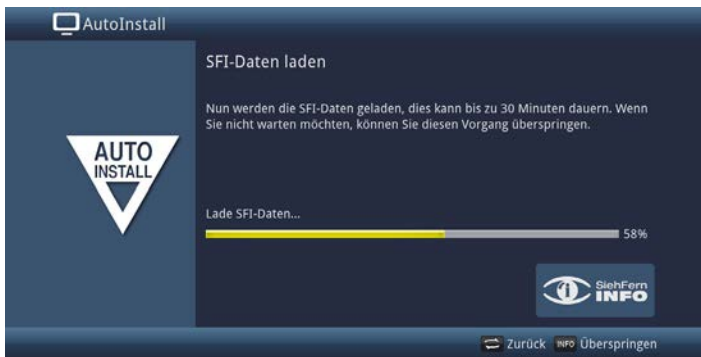 AutoInstall
SFI-Daten laden
Nun werden die SFI-Daten geladen, dies kann bis zu 30 Minuten dauern. Wenn
Sie nicht warten möchten, können Sie diesen Vorgang überspringen.
AUTO
INSTALL
Lade SFI-Daten...
58%
SiehFern
INFO
Zurück INFO Überspringen